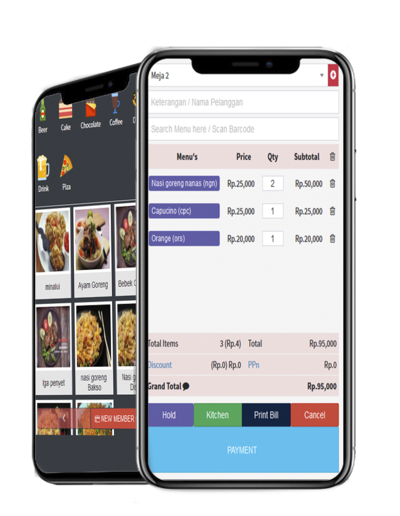 Beer
Cake
Chocolate
Coffee
Drink
Piza
minalui
Ayam Goreng
Bebek
Iga penyet
nasi goreng
Bakso
Nasi
NEW MEMBER
Meja 2
Keterangan / Nama Pelanggan
Search Menu here / Scan Barcode
Menu's Price Qty Subtotal
Nasi goreng nanas (ngn) Rp.25,000 2 Rp.50,000
Capucino (cpc) Rp.25,000 1 Rp.25,000
Orange (ors) Rp.20,000 1 Rp.20,000
Total Items 3 (Rp.4) Total Rp.95,000
Discount (Rp.0) Rp.0 PPn Rp.0
Grand Total Rp.95,000
Hold Kitchen Print Bill Cancel
PAYMENT